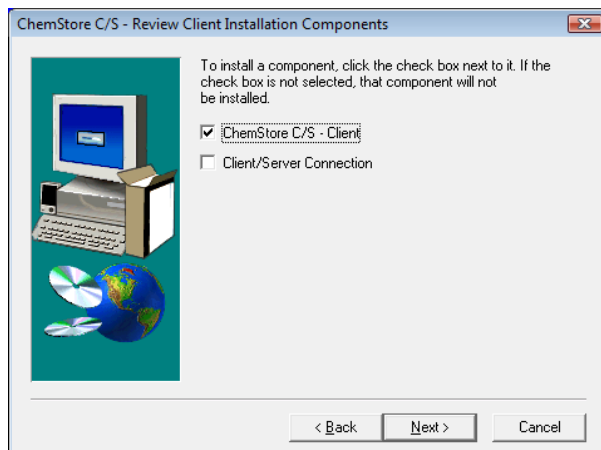 ChemStore C/S - Review Client Installation Components
To install a component, click the check box next to it. If the
check box is not selected, that component will not
be installed.
ChemStore C/S - Client
Client/Server Connection
< Back
Next >
Cancel